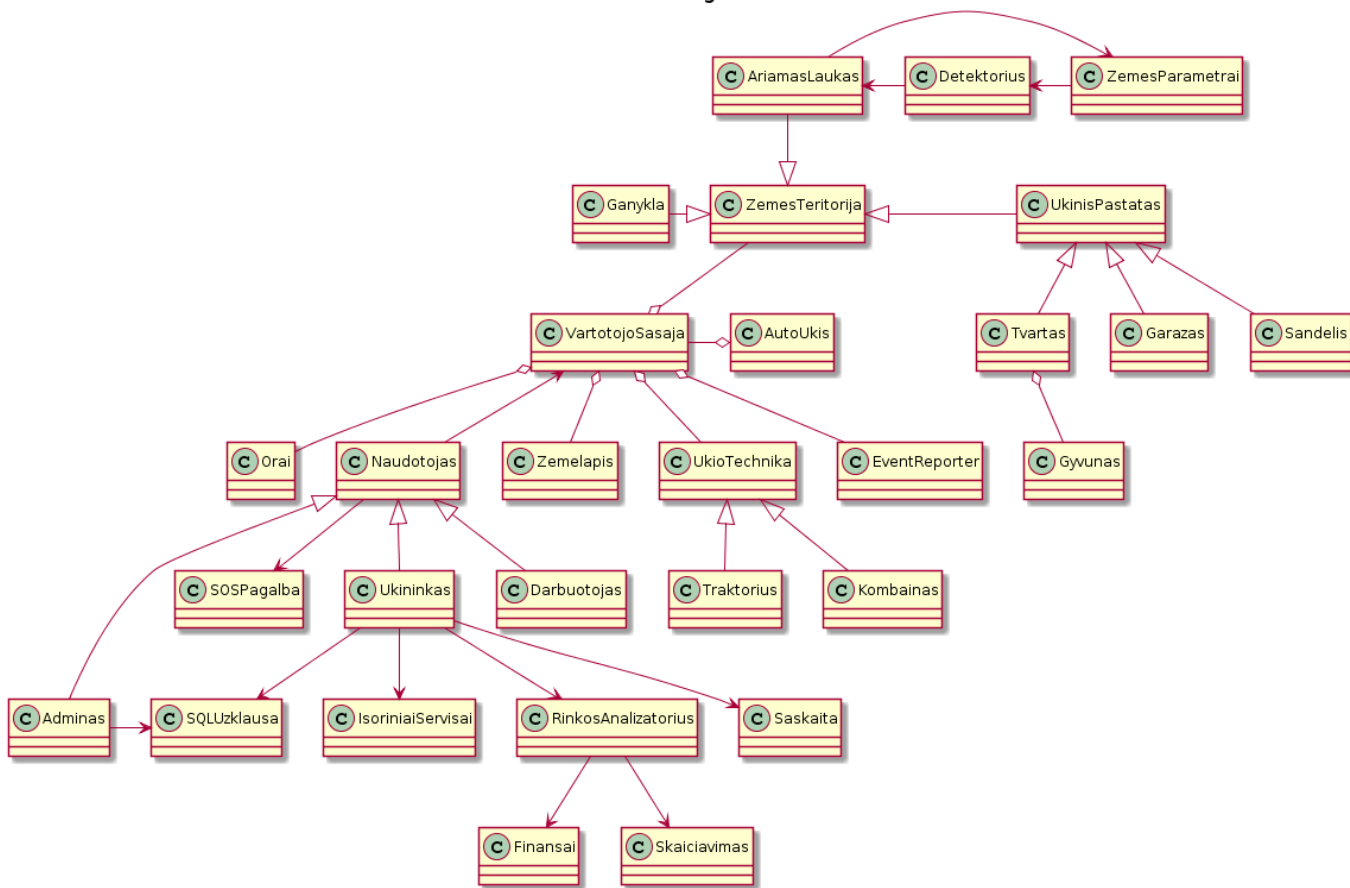 C AriamasLaukas
C Detektorius
C ZemesParametrai
C Ganykla
C ZemesTeritorija
C UkinisPastatas
C VartotojoSasaja
C AutoUkis
C Tvartas
C Garazas
C Sandelis
C Orai
C Naudotojas
C Zemelapis
C UkioTechnika
C EventReporter
C Gyvunas
C SOSPagalba
C Ukininkas
C Darbuotojas
C Traktorius
C Kombainas
C Adminas
C SQLUzklausa
C IsoriniaiServisai
C RinkosAnalizatorius
C Saskaita
C Finansai
C Skaiciavimas